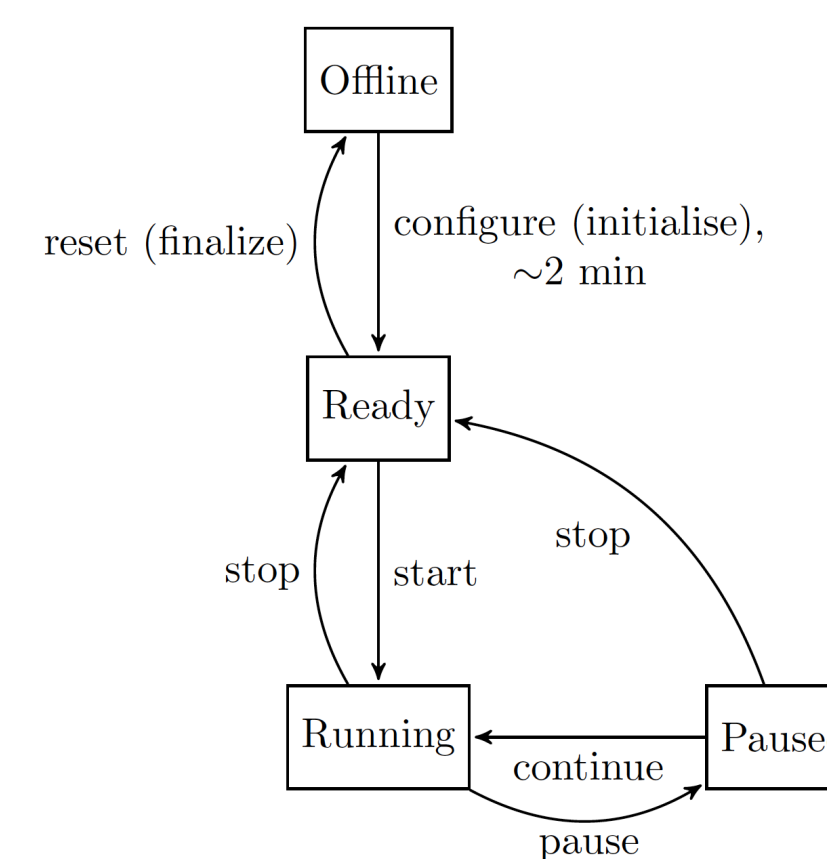 Offline
reset (finalize)
configure (initialise),
~2 min
Ready
stop
start
stop
Running
Pause
continue
pause